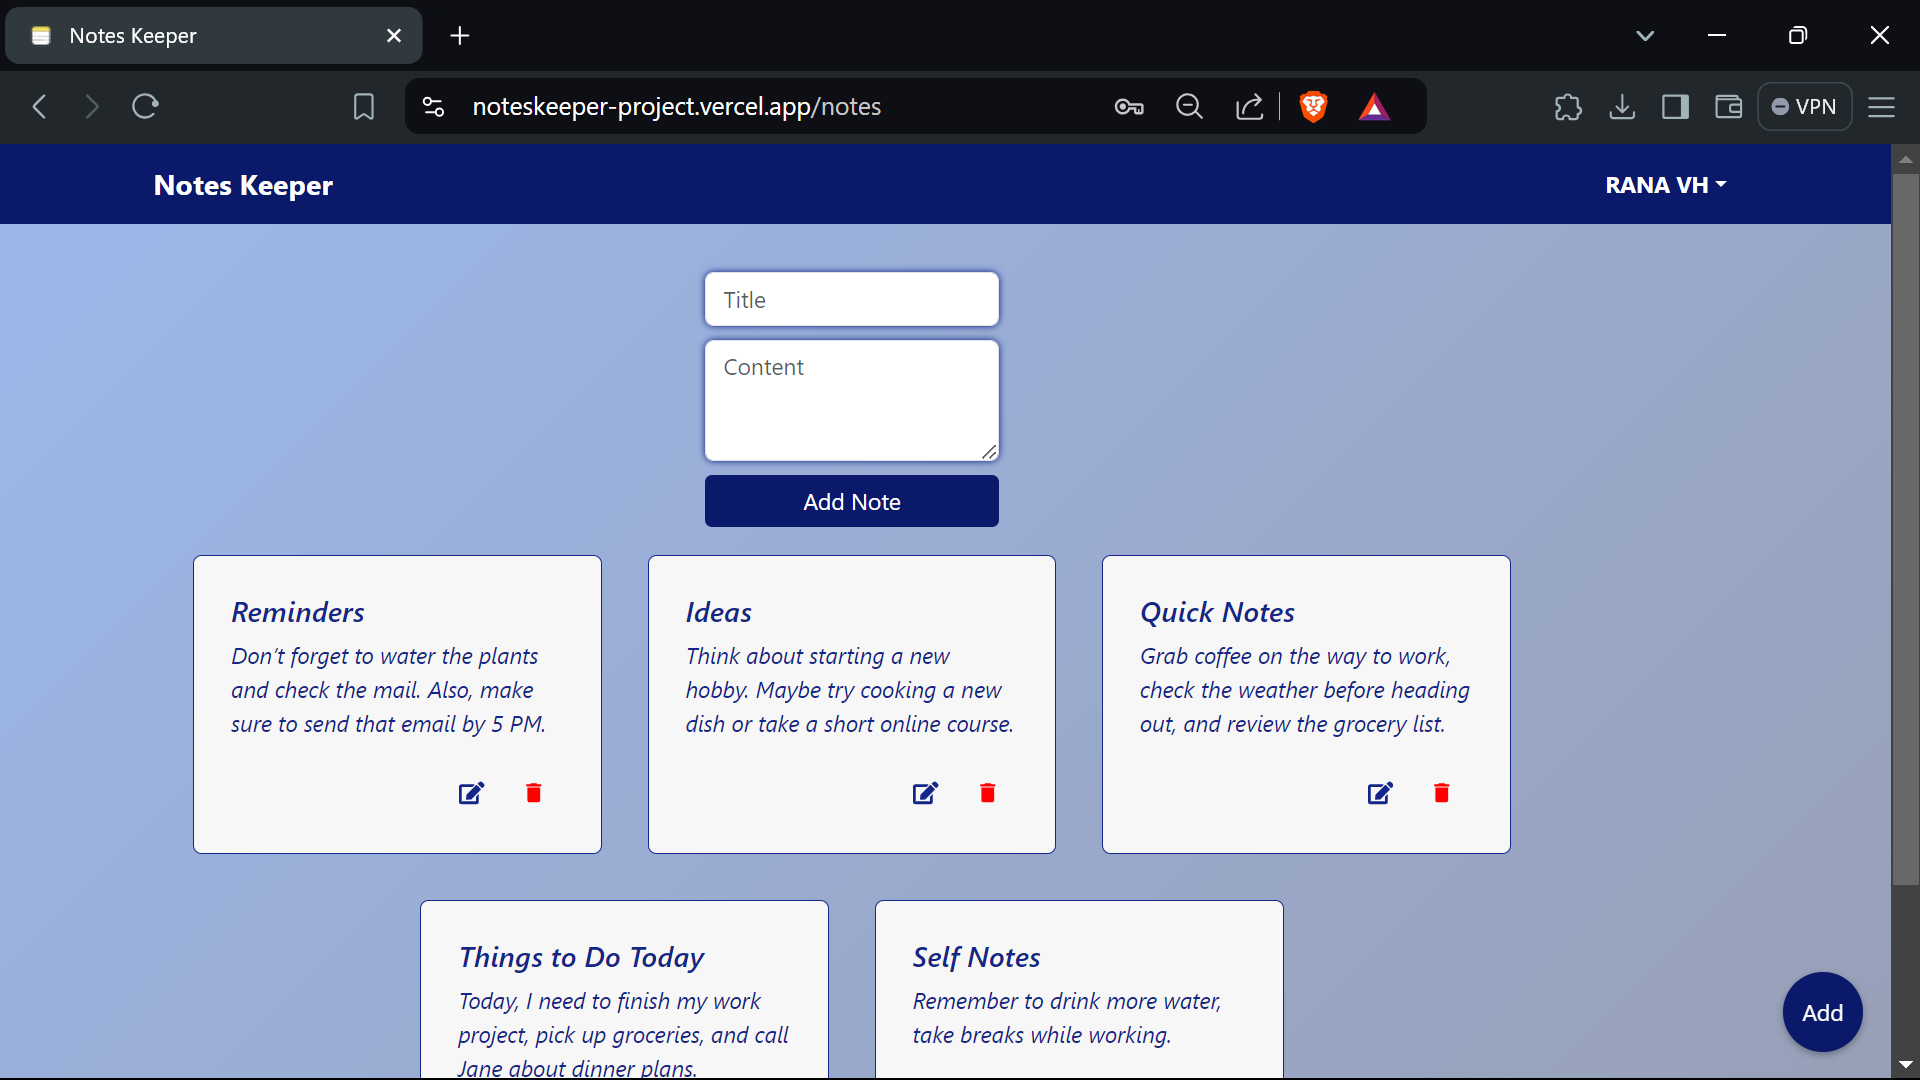 Notes Keeper
noteskeeper-project.vercel.app/notes
VPN
Notes Keeper
RANA VH
Title
Content
Add Note
Reminders
Don't forget to water the plants
and check the mail. Also, make
sure to send that email by 5 PM.
Ideas
Think about starting a new
hobby. Maybe try cooking a new
dish or take a short online course.
Quick Notes
Grab coffee on the way to work,
check the weather before heading
out, and review the grocery list.
Things to Do Today
Today, I need to finish my work
project, pick up groceries, and call
Jane about dinner plans.
Self Notes
Remember to drink more water,
take breaks while working.
Add